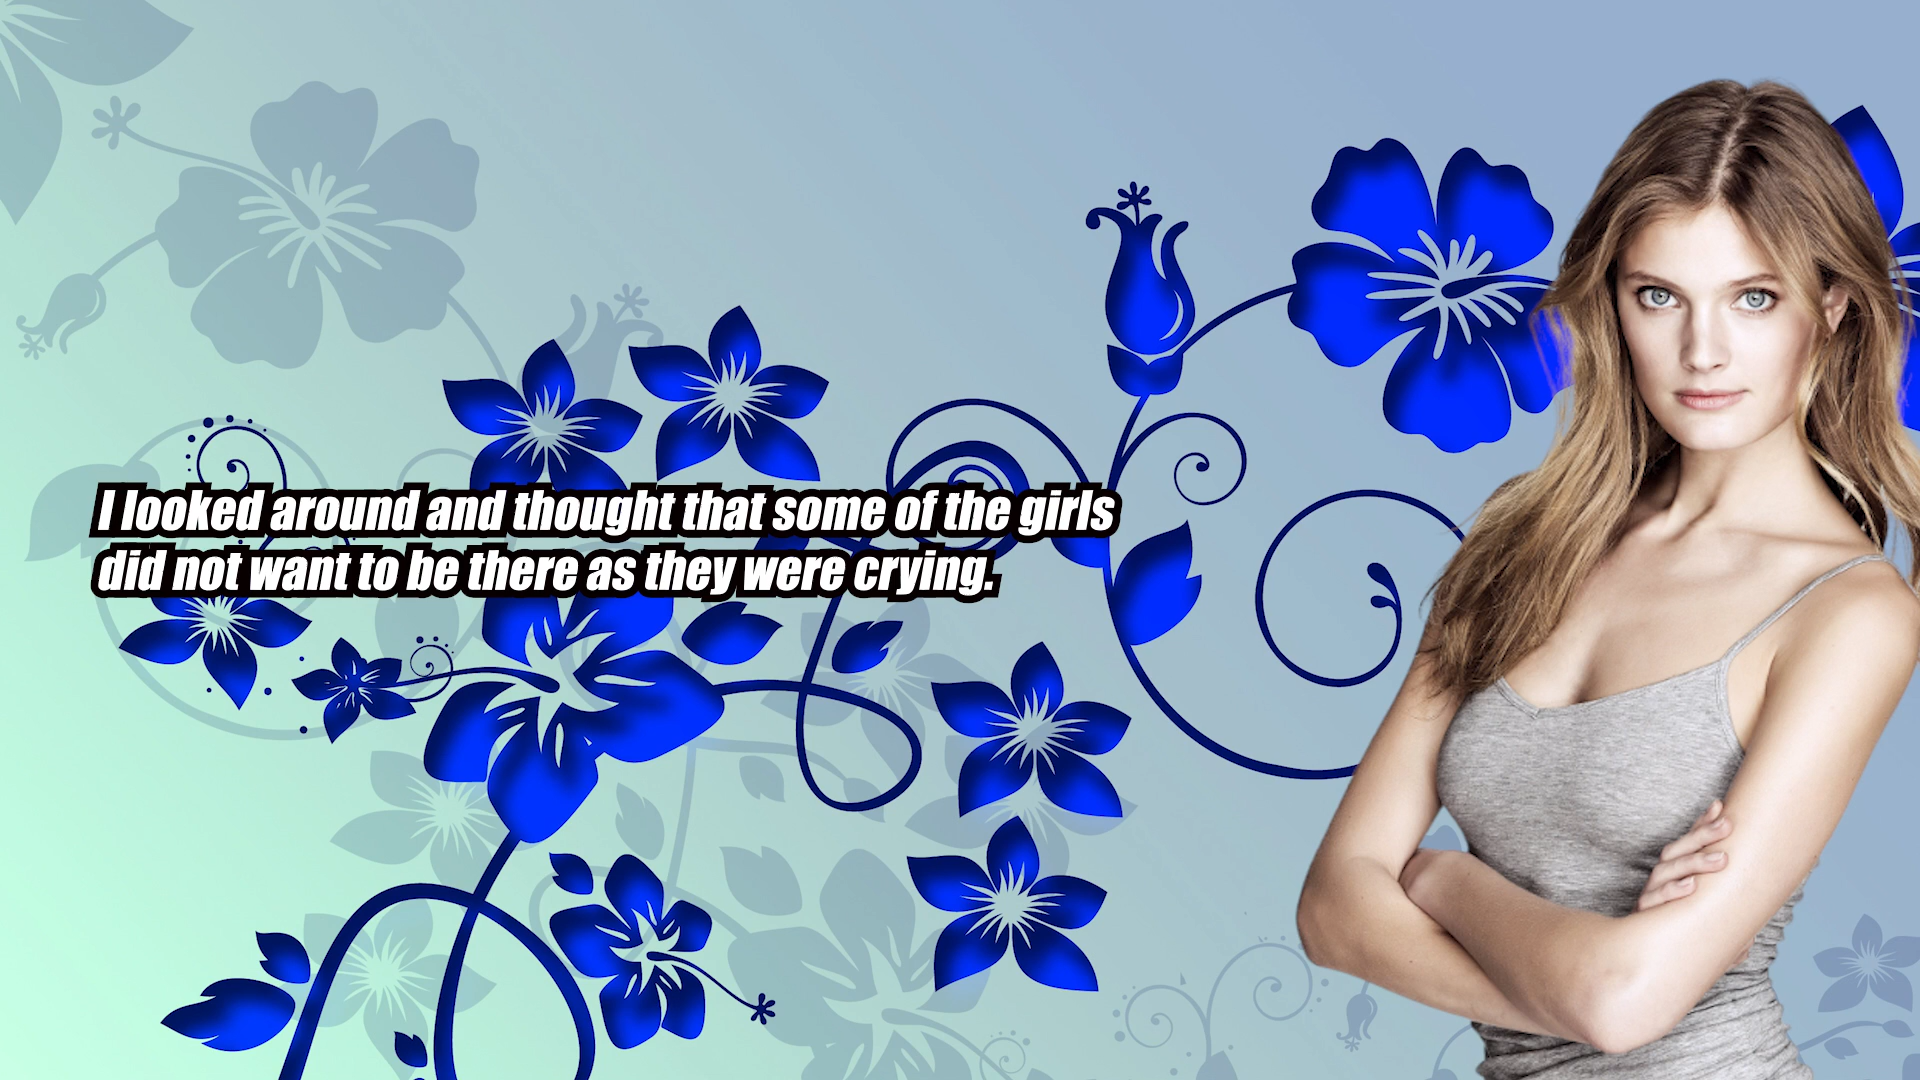 I looked around and thought that some of the girls
did not want to be there as they were crying.